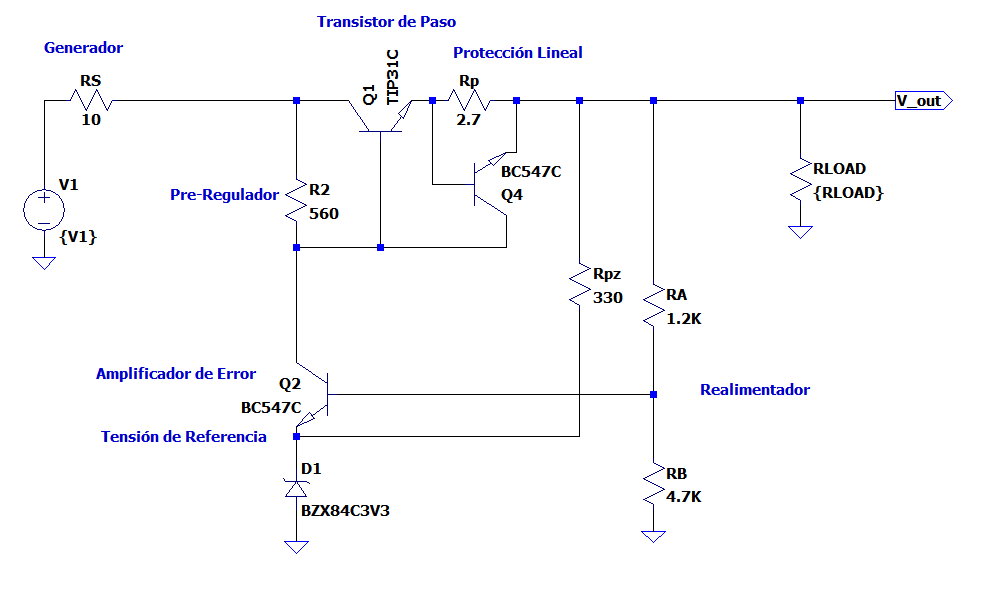 Transistor de Paso
Generador
Protección Lineal
RS
10
Q1
TIP31C
Rp
2.7
V_out
V1
{V1}
Pre-Regulador
R2
560
BC547C
Q4
RLOAD
{RLOAD}
Rpz
330
RA
1.2K
Amplificador de Error
Q2
BC547C
Realimentador
Tensión de Referencia
D1
BZX84C3V3
RB
4.7K